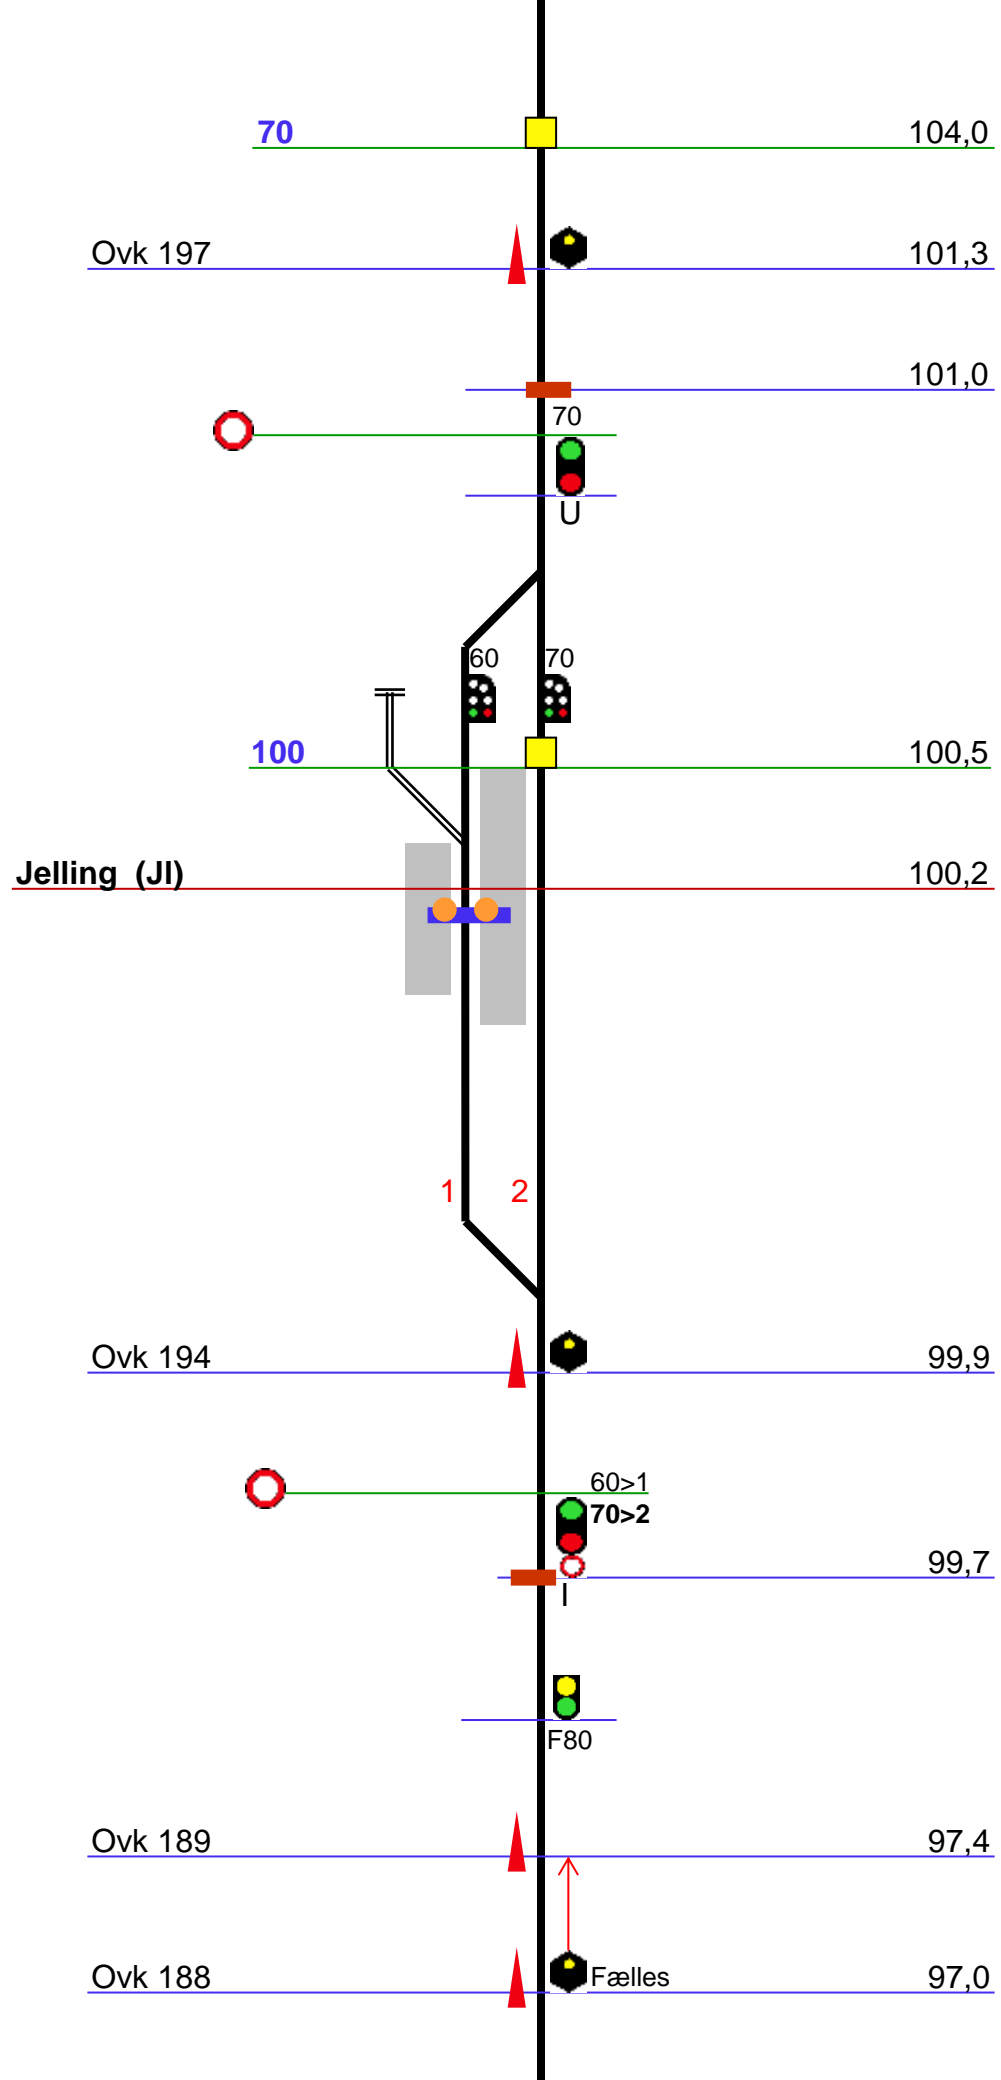 70 104,0
Ovk 197 101,3
101,0
70
U
60 70
100 100,5
Jelling (Jl) 100,2
1 2
Ovk 194 99,9
60>1
70>2
99,7
I
F80
Ovk 189 97,4
Ovk 188 Fælles 97,0